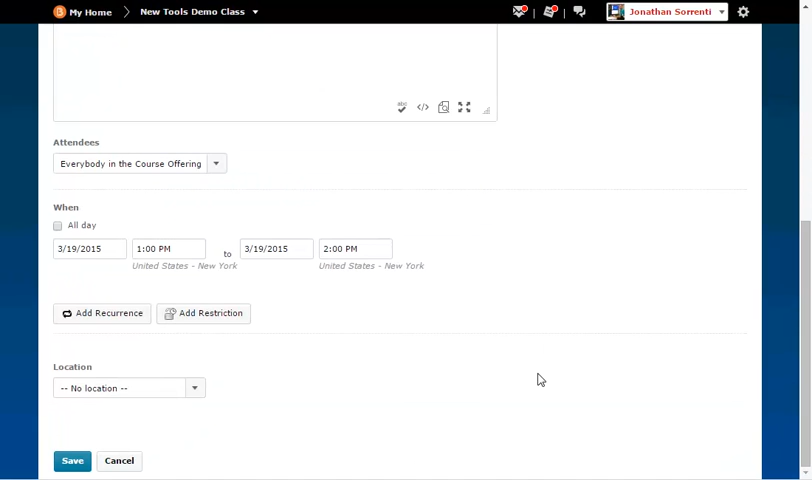 My Home New Tools Demo Class Jonathan Sorrenti
abc
Attendees
Everybody in the Course Offering
When
All day
3/19/2015 1:00 PM to 3/19/2015 2:00 PM
United States - New York United States - New York
Add Recurrence Add Restriction
Location
-- No location --
Save Cancel